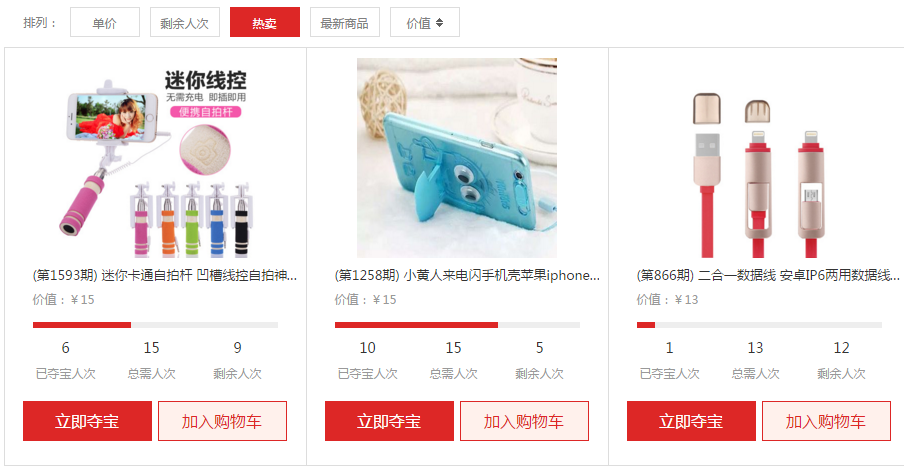 排列： 单价 剩余人次 热卖 最新商品 价值
迷你线控
无需充电 即插即用
便携自拍杆
(第1593期) 迷你卡通自拍杆 凹槽线控自拍神...
价值：￥15
6 15 9
已夺宝人次 总需人次 剩余人次
立即夺宝 加入购物车
(第1258期) 小黄人来电闪手机壳苹果iphone...
价值：￥15
10 15 5
已夺宝人次 总需人次 剩余人次
立即夺宝 加入购物车
(第866期) 二合一数据线 安卓IP6两用数据线...
价值：￥13
1 13 12
已夺宝人次 总需人次 剩余人次
立即夺宝 加入购物车